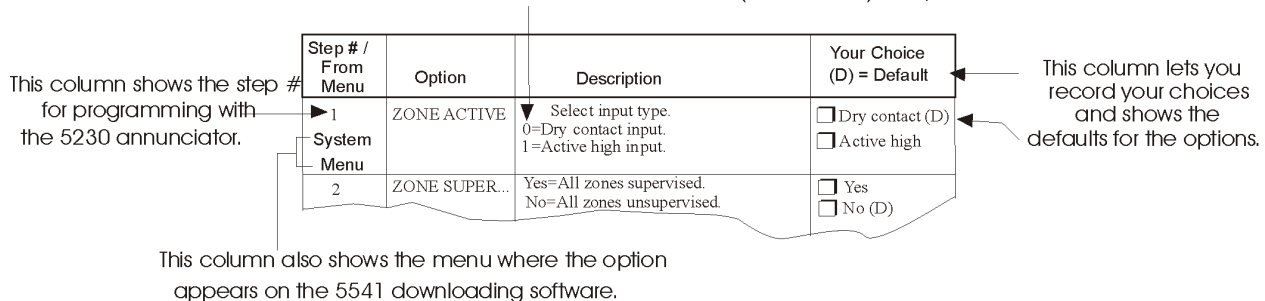 Step # / From Menu
Option
Description
Your Choice
(D) = Default
This column shows the step #
for programming with
the 5230 annunciator.
1
System
Menu
ZONE ACTIVE
Select input type.
0=Dry contact input.
1=Active high input.
Dry contact (D)
Active high
2
ZONE SUPER...
Yes=All zones supervised.
No=All zones unsupervised.
Yes
No (D)
This column lets you
record your choices
and shows the
defaults for the options.
This column also shows the menu where the option
appears on the 5541 downloading software.